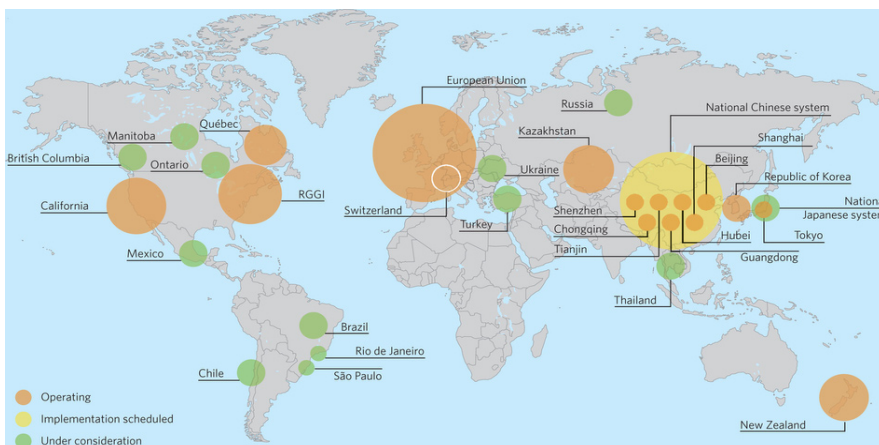 European Union
Russia
National Chinese system
Québec
Kazakhstan
Manitoba
Shanghai
British Columbia
Ontario
Ukraine
Beijing
Republic of Korea
California
RGGI
Switzerland
Shenzhen
National
Japanese system
Turkey
Chongqing
Hubei
Tokyo
Mexico
Tianjin
Guangdong
Thailand
Brazil
Rio de Janeiro
Chile
São Paulo
Operating
Implementation scheduled
New Zealand
Under consideration